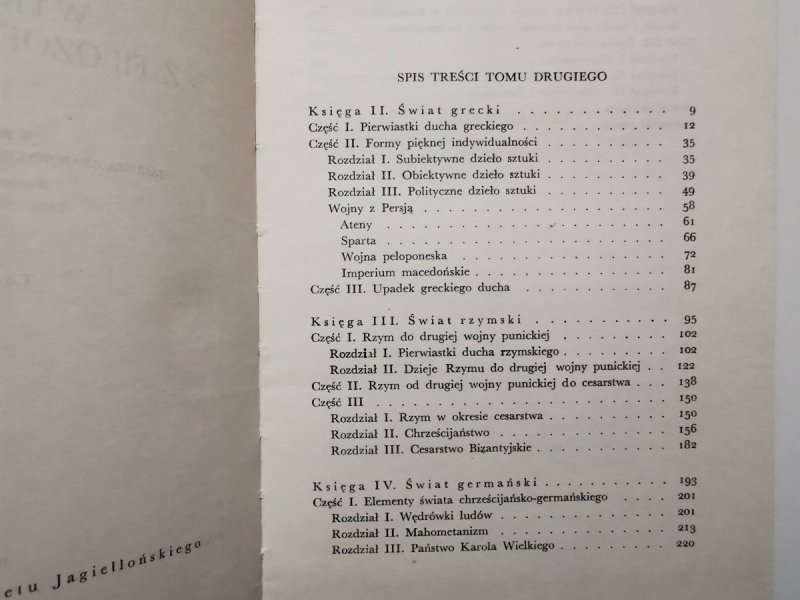 Z FILOZOF
etu Jagiellońskiego
SPIS TREŚCI TOMU DRUGIEGO
Księga II. Świat grecki . . . . . . . . . . . . 9
Część I. Pierwiastki ducha greckiego . . . . . . . . . . . . 12
Część II. Formy pięknej indywidualności . . . . . . . . . . 35
Rozdział I. Subiektywne dzieło sztuki . . . . . . . . . . 35
Rozdział II. Obiektywne dzieło sztuki . . . . . . . . . . 39
Rozdział III. Polityczne dzieło sztuki . . . . . . . . . . 49
Wojny z Persją . . . . . . . . . . . . . . . . . . 58
Ateny . . . . . . . . . . . . . . . . . . . . 61
Sparta . . . . . . . . . . . . . . . . . . . . 66
Wojna peloponeska . . . . . . . . . . . . . . . 72
Imperium macedońskie . . . . . . . . . . . . . . 81
Część III. Upadek greckiego ducha . . . . . . . . . . . . 87
Księga III. Świat rzymski . . . . . . . . . . . 95
Część I. Rzym do drugiej wojny punickiej . . . . . . . . . 102
Rozdział I. Pierwiastki ducha rzymskiego . . . . . . . . . 102
Rozdział II. Dzieje Rzymu do drugiej wojny punickiej . . 122
Część II. Rzym od drugiej wojny punickiej do cesarstwa . . . 138
Część III . . . . . . . . . . . . . . . . . . . . . 150
Rozdział I. Rzym w okresie cesarstwa . . . . . . . . . . 150
Rozdział II. Chrześcijaństwo . . . . . . . . . . . . . 156
Rozdział III. Cesarstwo Bizantyjskie . . . . . . . . . . . 182
Księga IV. Świat germański . . . . . . . . . . 193
Część I. Elementy świata chrześcijańsko-germańskiego . . . . 201
Rozdział I. Wędrówki ludów . . . . . . . . . . . . . 201
Rozdział II. Mahometanizm . . . . . . . . . . . . . 213
Rozdział III. Państwo Karola Wielkiego . . . . . . . . . . 220